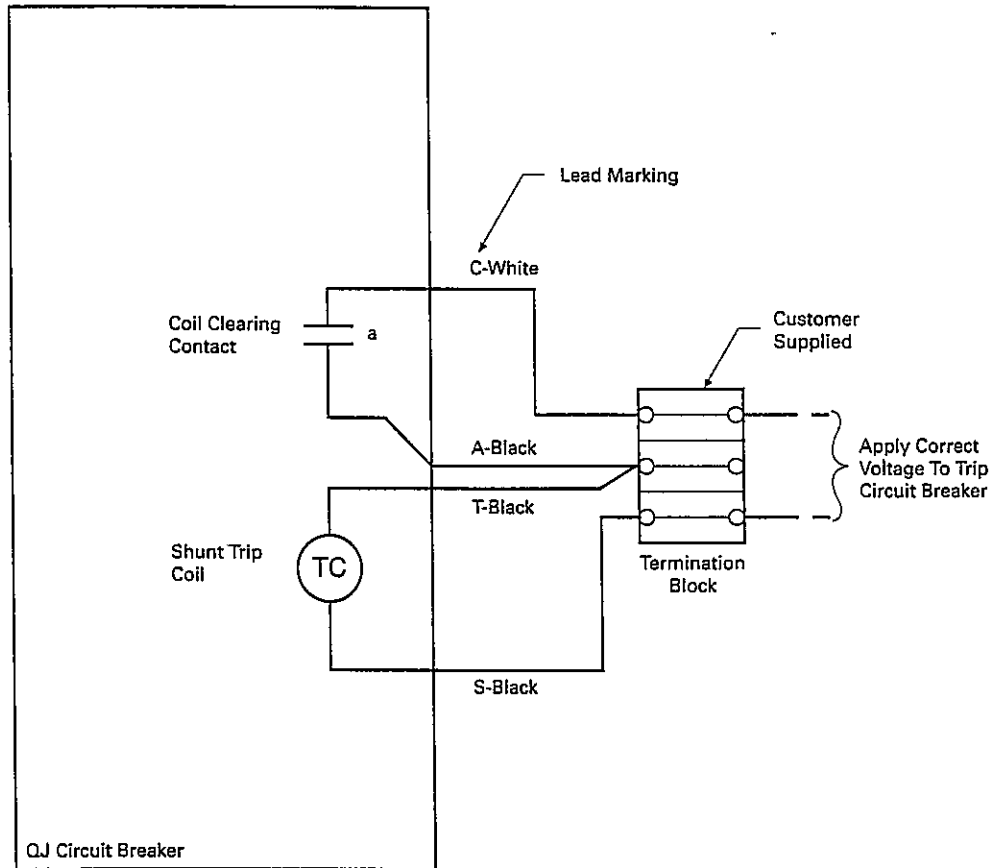 Lead Marking
C-White
Coil Clearing
Contact
a
Customer
Supplied
A-Black
T-Black
Apply Correct
Voltage To Trip
Circuit Breaker
Shunt Trip
Coil
TC
Termination
Block
S-Black
QJ Circuit Breaker